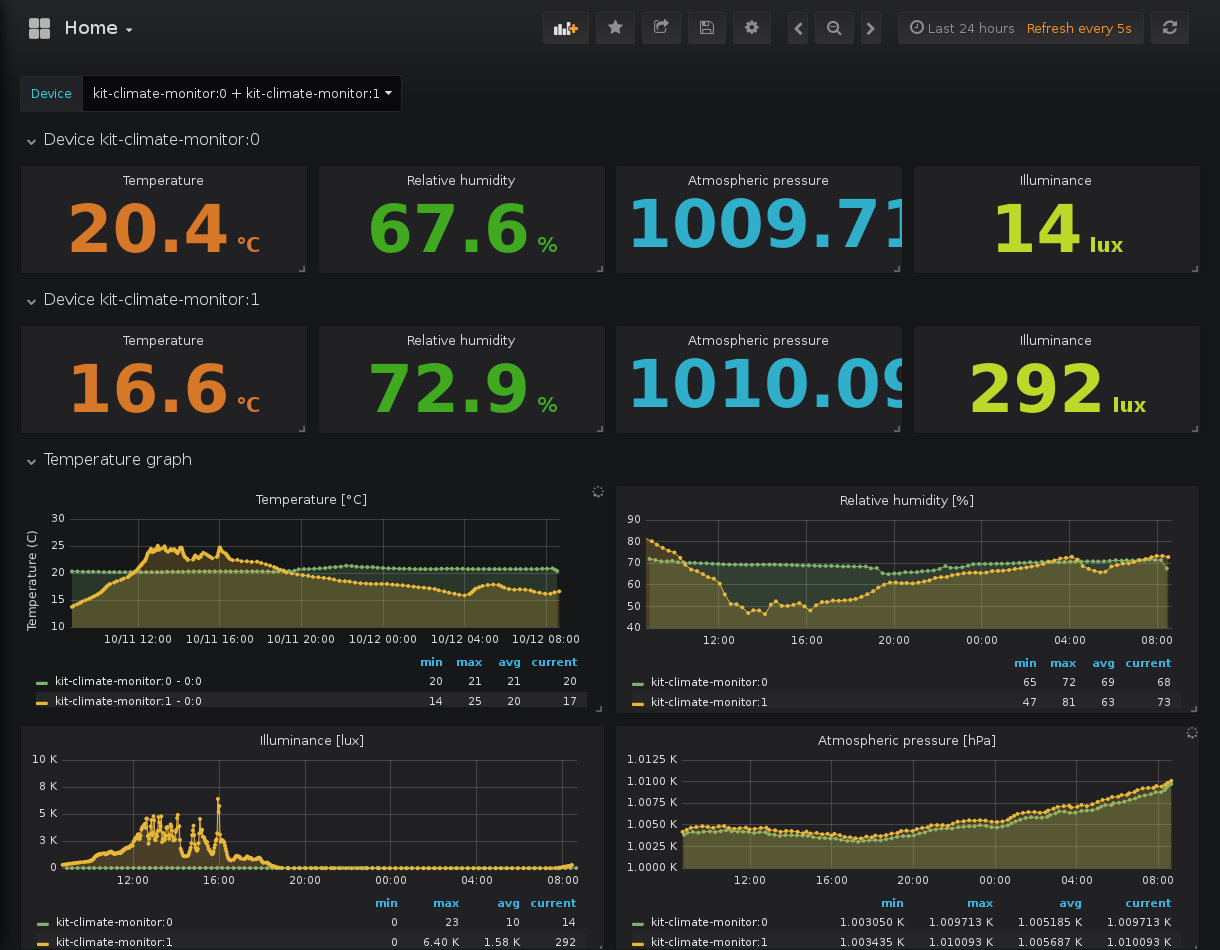 Home
Last 24 hours Refresh every 5s
Device kit-climate-monitor:0 + kit-climate-monitor:1
Device kit-climate-monitor:0
Temperature Relative humidity Atmospheric pressure Illuminance
20.4 °C 67.6 % 1009.71 14 lux
Device kit-climate-monitor:1
Temperature Relative humidity Atmospheric pressure Illuminance
16.6 °C 72.9 % 1010.09 292 lux
Temperature graph
Temperature [°C]
Temperature (C)
30
25
20
15
10
10/11 12:00 10/11 16:00 10/11 20:00 10/12 00:00 10/12 04:00 10/12 08:00
min max avg current
kit-climate-monitor:0 - 0:0 20 21 21 20
kit-climate-monitor:1 - 0:0 14 25 20 17
Relative humidity [%]
90
80
70
60
50
40
12:00 16:00 20:00 00:00 04:00 08:00
min max avg current
kit-climate-monitor:0 65 72 69 68
kit-climate-monitor:1 47 81 63 73
Illuminance [lux]
10 K
8 K
5 K
3 K
0
12:00 16:00 20:00 00:00 04:00 08:00
min max avg current
kit-climate-monitor:0 0 23 10 14
kit-climate-monitor:1 0 6.40 K 1.58 K 292
Atmospheric pressure [hPa]
1.0125 K
1.0100 K
1.0075 K
1.0050 K
1.0025 K
1.0000 K
12:00 16:00 20:00 00:00 04:00 08:00
min max avg current
kit-climate-monitor:0 1.003050 K 1.009713 K 1.005185 K 1.009713 K
kit-climate-monitor:1 1.003435 K 1.010093 K 1.005687 K 1.010093 K